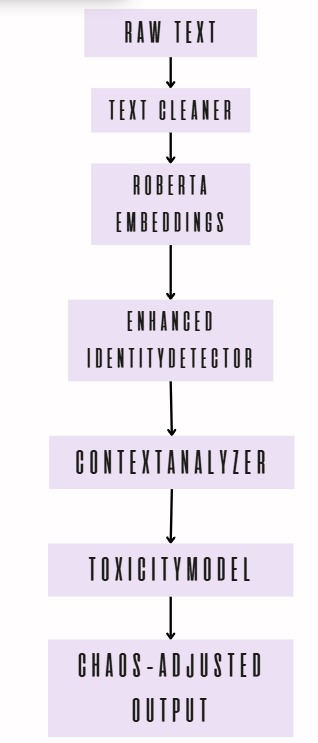 RAW TEXT
TEXT CLEANER
ROBERTA
EMBEDDINGS
ENHANCED
IDENTITYDETECTOR
CONTEXTANALYZER
TOXICITYMODEL
CHAOS-ADJUSTED
OUTPUT